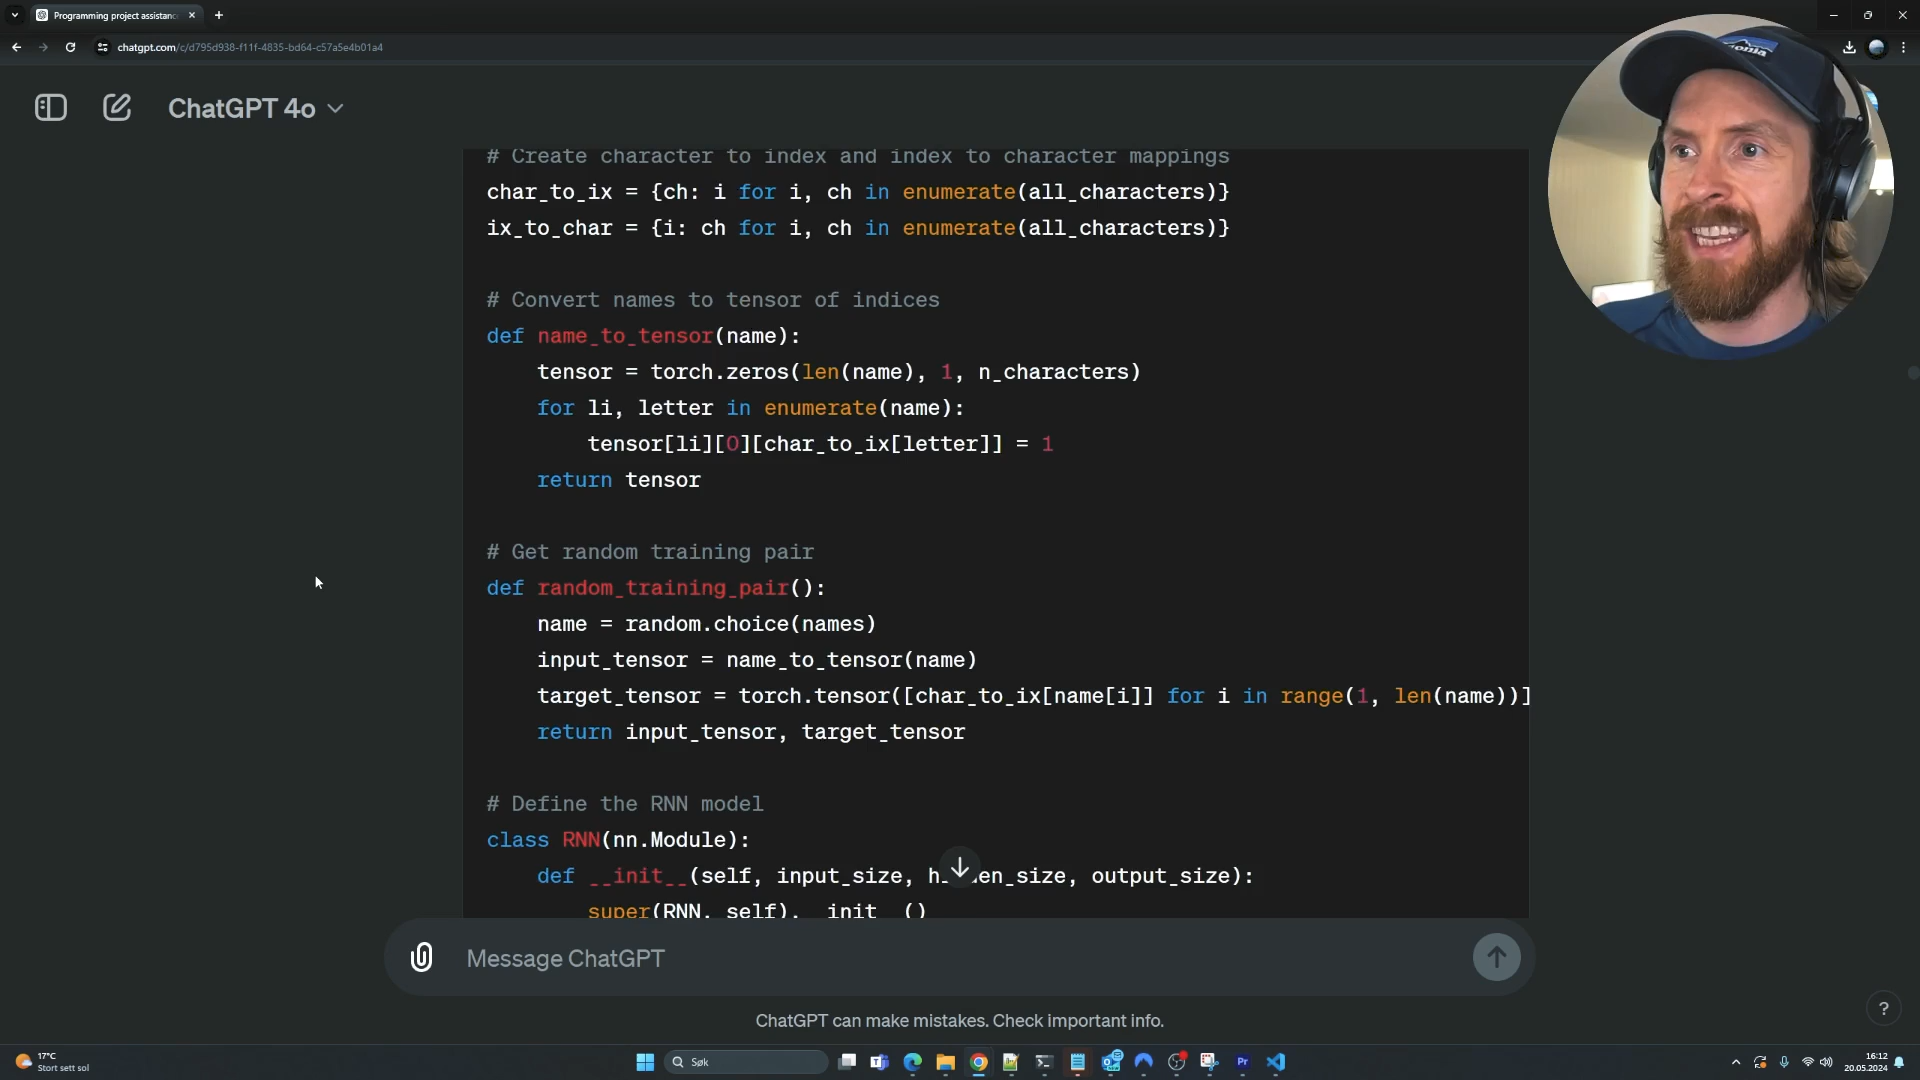 Programming project assistanc
chatgpt.com/c/d795d938-f11f-4835-bd64-c57a5e4b01a4
ChatGPT 4o
# Create character to index and index to character mappings
char_to_ix = {ch: i for i, ch in enumerate(all_characters)}
ix_to_char = {i: ch for i, ch in enumerate(all_characters)}
# Convert names to tensor of indices
def name_to_tensor(name):
tensor = torch.zeros(len(name), 1, n_characters)
for li, letter in enumerate(name):
tensor[li][0][char_to_ix[letter]] = 1
return tensor
# Get random training pair
def random_training_pair():
name = random.choice(names)
input_tensor = name_to_tensor(name)
target_tensor = torch.tensor([char_to_ix[name[i]] for i in range(1, len(name))]
return input_tensor, target_tensor
# Define the RNN model
class RNN(nn.Module):
def __init__(self, input_size, h en_size, output_size):
super(RNN, self).__init__()
Message ChatGPT
ChatGPT can make mistakes. Check important info.
?
17°C
Stort sett sol
Søk
Pr
16:12
20.05.2024